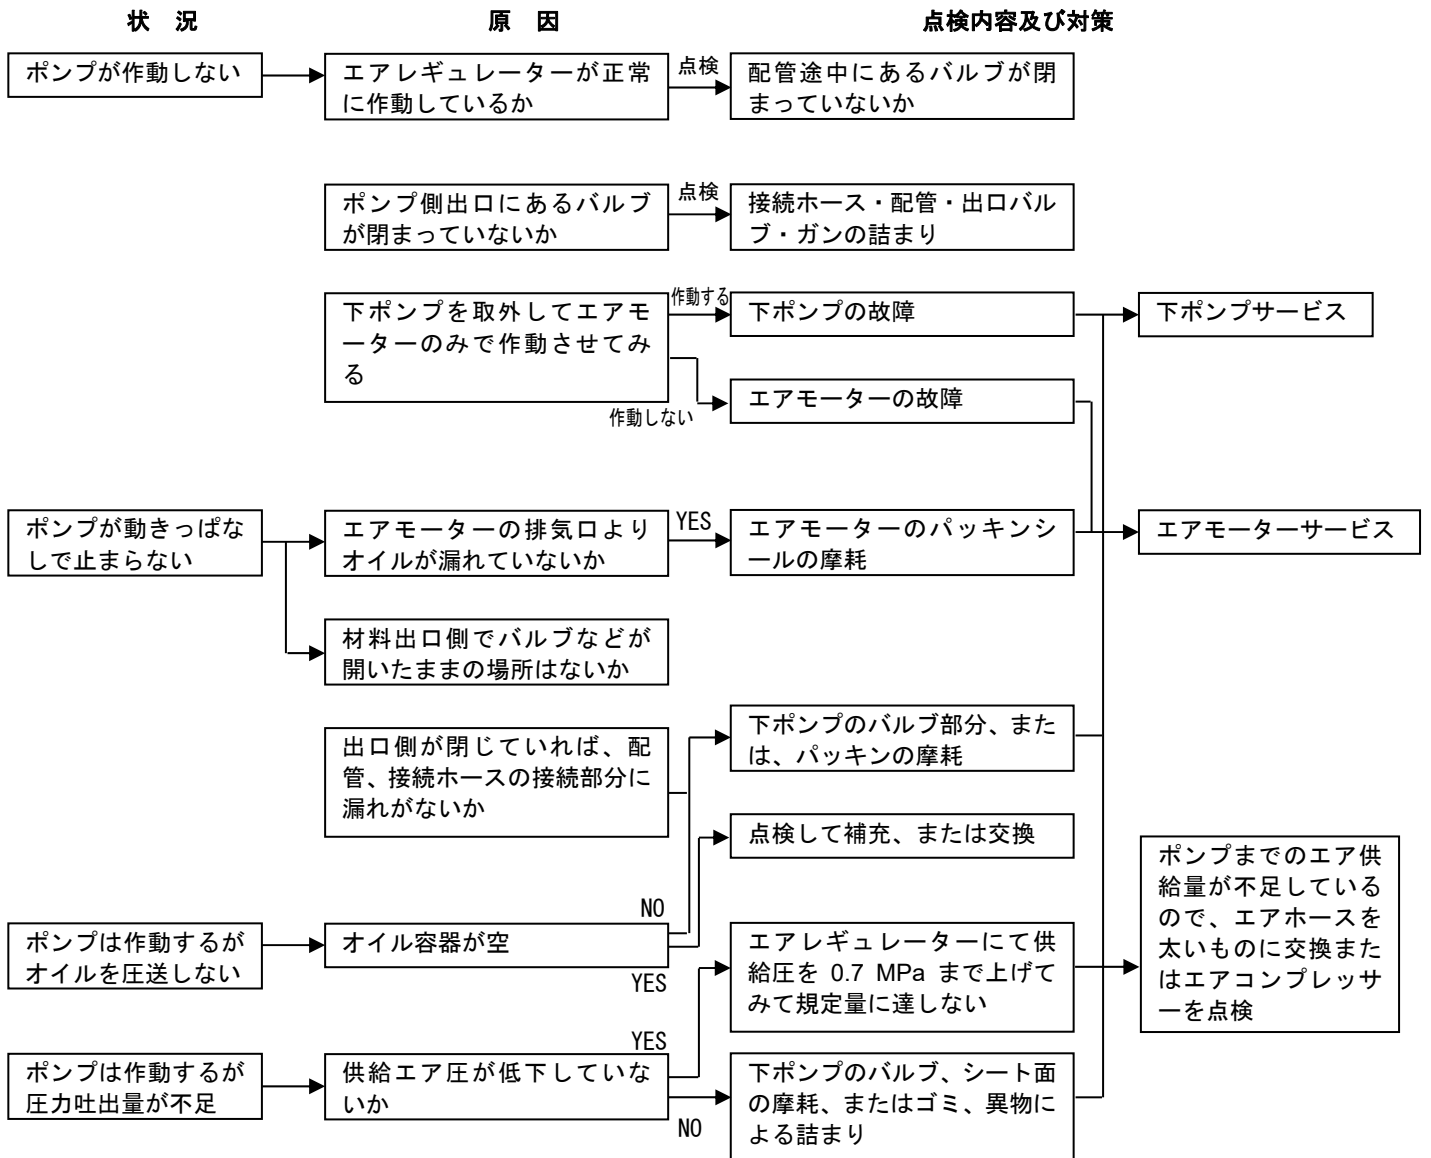 状　況
原　因
点検内容及び対策
ポンプが作動しない
エアレギュレーターが正常
に作動しているか
点検
配管途中にあるバルブが閉
まっていないか
ポンプ側出口にあるバルブ
が閉まっていないか
点検
接続ホース・配管・出口バル
ブ・ガンの詰まり
下ポンプを取外してエアモ
ーターのみで作動させてみ
る
作動する
下ポンプの故障
下ポンプサービス
作動しない
エアモーターの故障
ポンプが動きっぱな
しで止まらない
エアモーターの排気口より
オイルが漏れていないか
YES
エアモーターのパッキンシ
ールの摩耗
エアモーターサービス
材料出口側でバルブなどが
開いたままの場所はないか
出口側が閉じていれば、配
管、接続ホースの接続部分に
漏れがないか
下ポンプのバルブ部分、また
は、パッキンの摩耗
点検して補充、または交換
ポンプは作動するが
オイルを圧送しない
オイル容器が空
NO
YES
エアレギュレーターにて供
給圧を 0.7 MPa まで上げて
みて規定量に達しない
ポンプまでのエア供
給量が不足している
ので、エアホースを
太いものに交換また
はエアコンプレッサ
ーを点検
ポンプは作動するが
圧力吐出量が不足
供給エア圧が低下していな
いか
YES
NO
下ポンプのバルブ、シート面
の摩耗、またはゴミ、異物に
よる詰まり